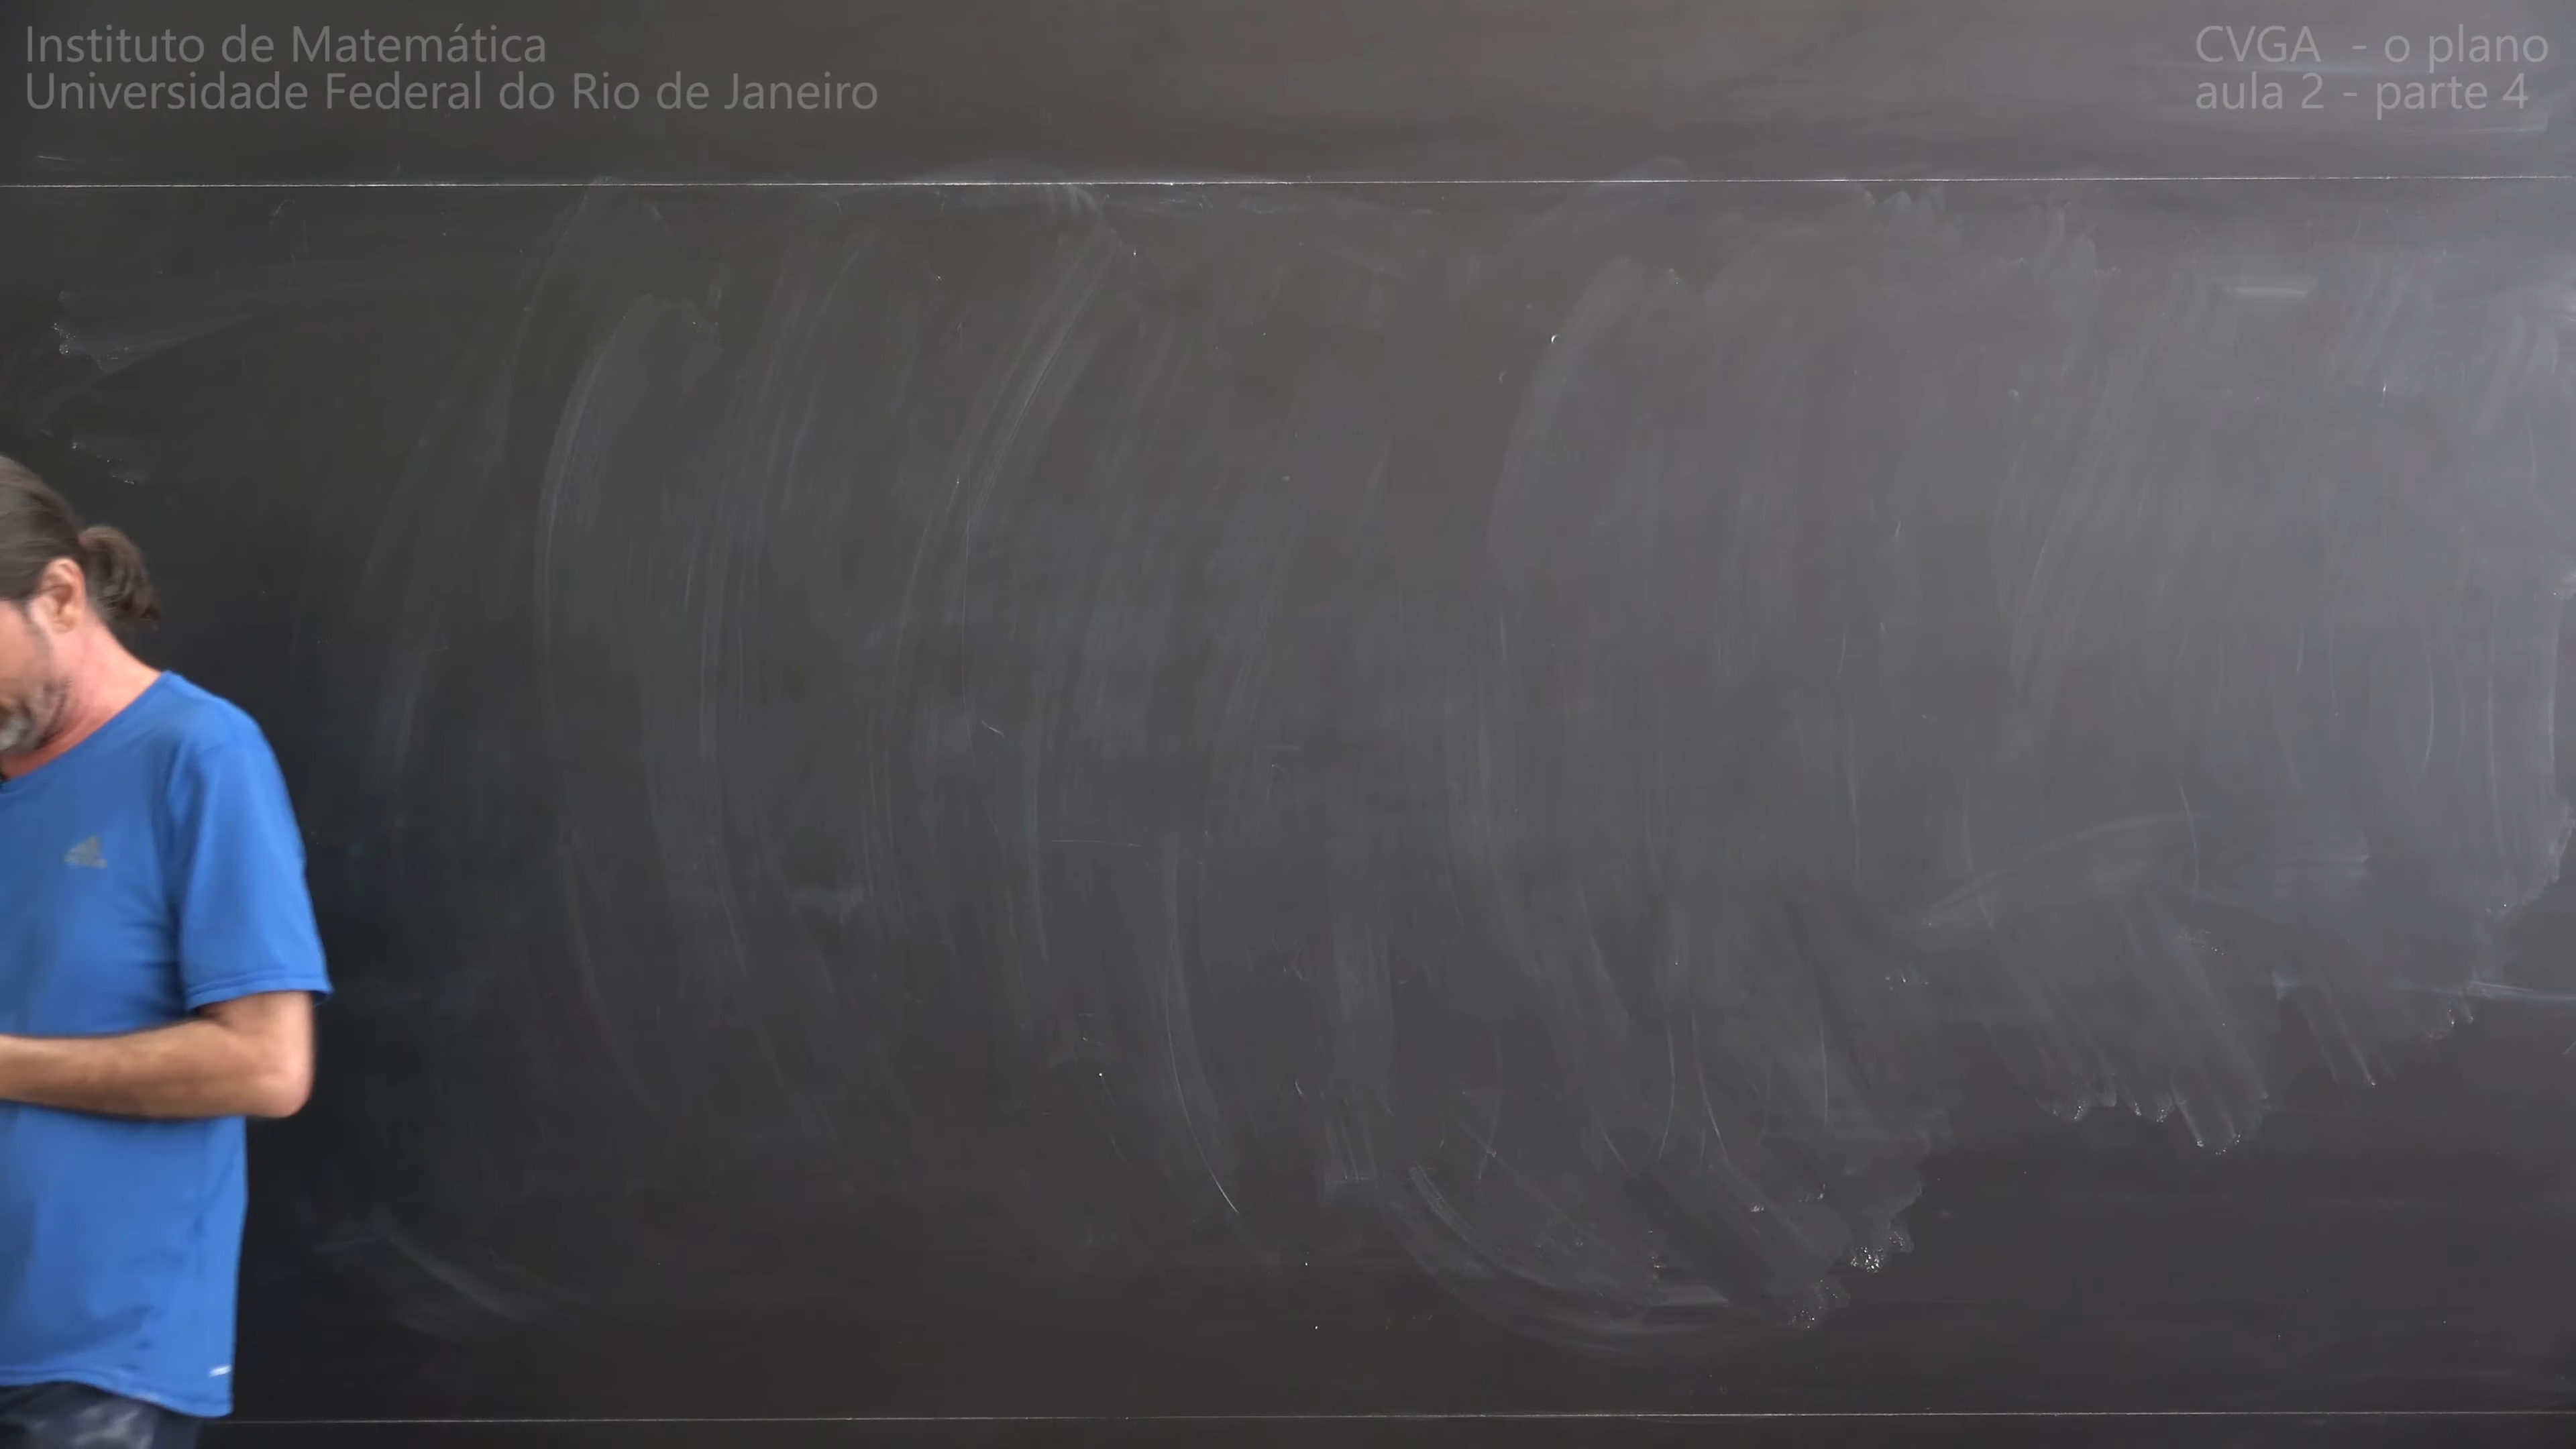 Instituto de Matemática
Universidade Federal do Rio de Janeiro
CVGA - o plano
aula 2 - parte 4